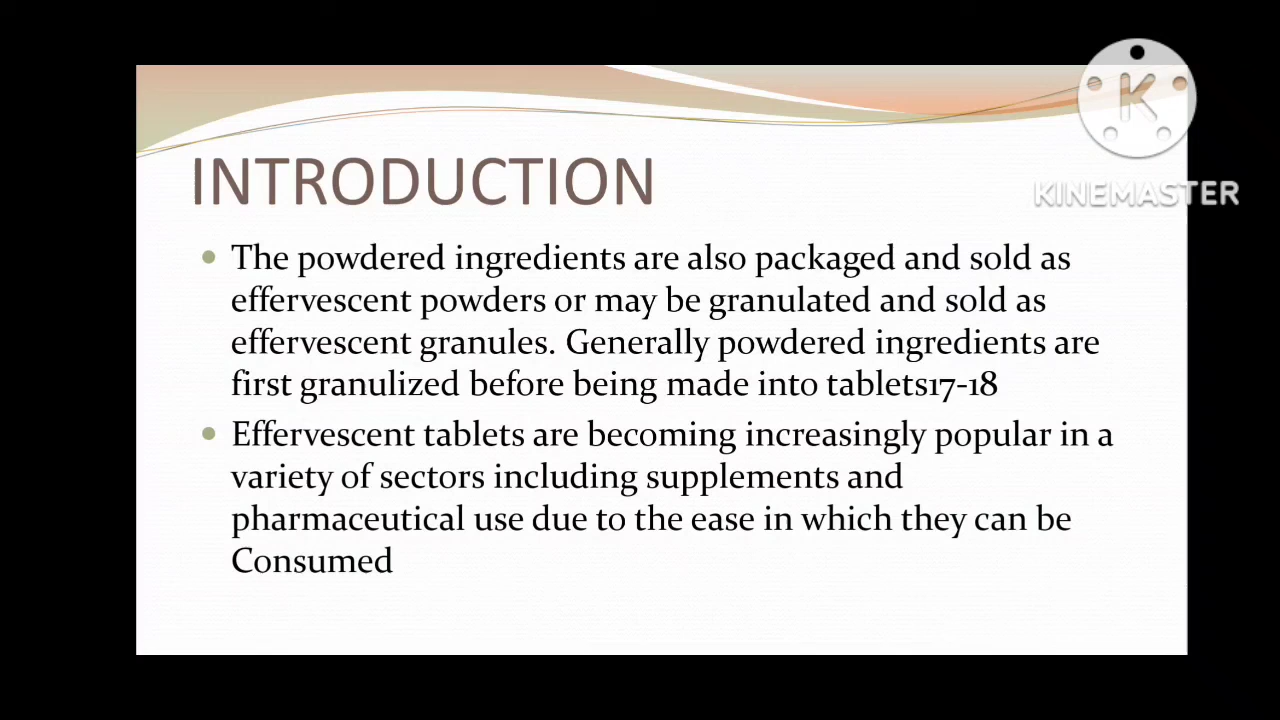 K
KINEMASTER
INTRODUCTION
The powdered ingredients are also packaged and sold as
effervescent powders or may be granulated and sold as
effervescent granules. Generally powdered ingredients are
first granulized before being made into tablets17-18
Effervescent tablets are becoming increasingly popular in a
variety of sectors including supplements and
pharmaceutical use due to the ease in which they can be
Consumed